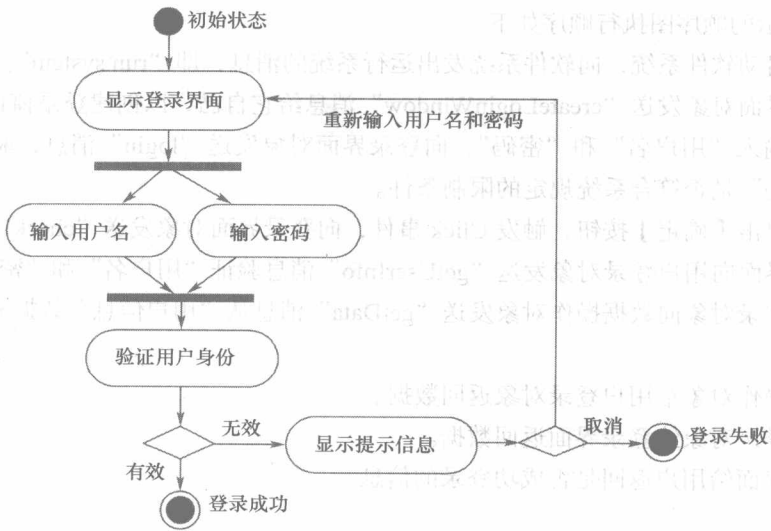 初始状态
显示登录界面
重新输入用户名和密码
输入用户名
输入密码
验证用户身份
无效
显示提示信息
取消
登录失败
有效
登录成功